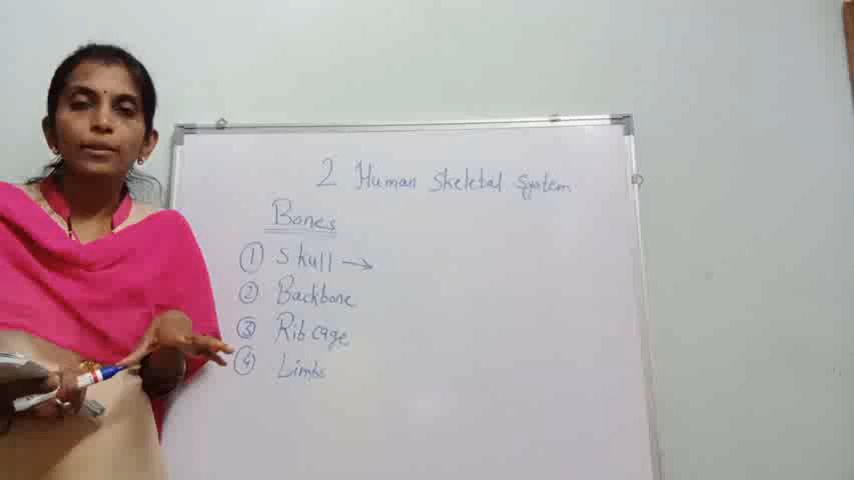 2 Human Skeletal System
Bones
① Skull →
② Backbone
③ Rib cage
④ Limbs